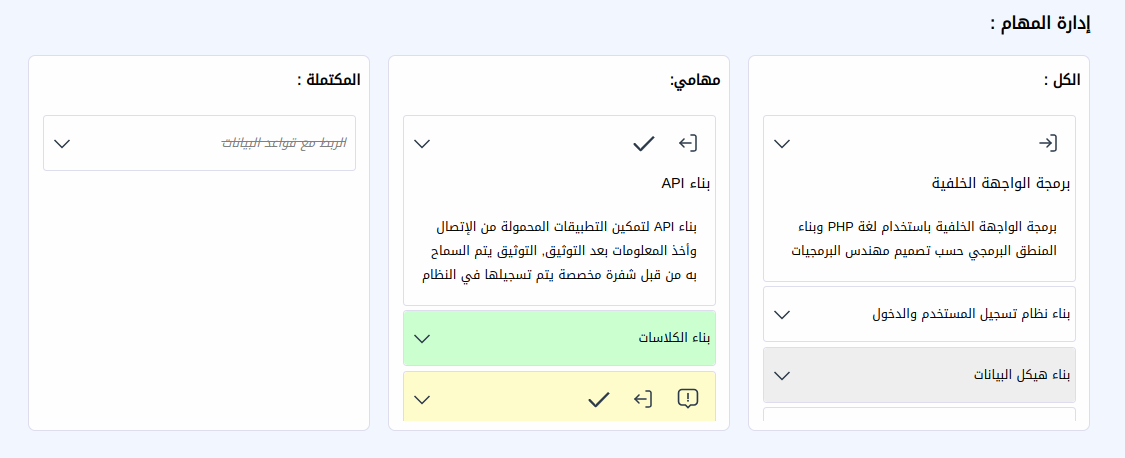 إدارة المهام :
الكل :
برمجة الواجهة الخلفية
برمجة الواجهة الخلفية باستخدام لغة PHP وبناء
المنطق البرمجي حسب تصميم مهندس البرمجيات
بناء نظام تسجيل المستخدم والدخول
بناء هيكل البيانات
مهامي:
بناء API
بناء API لتمكين التطبيقات المحمولة من الإتصال
وأخذ المعلومات بعد التوثيق, التوثيق يتم السماح
به من قبل شفرة مخصصة يتم تسجيلها في النظام
بناء الكلاسات
المكتملة :
الربط مع قواعد البيانات